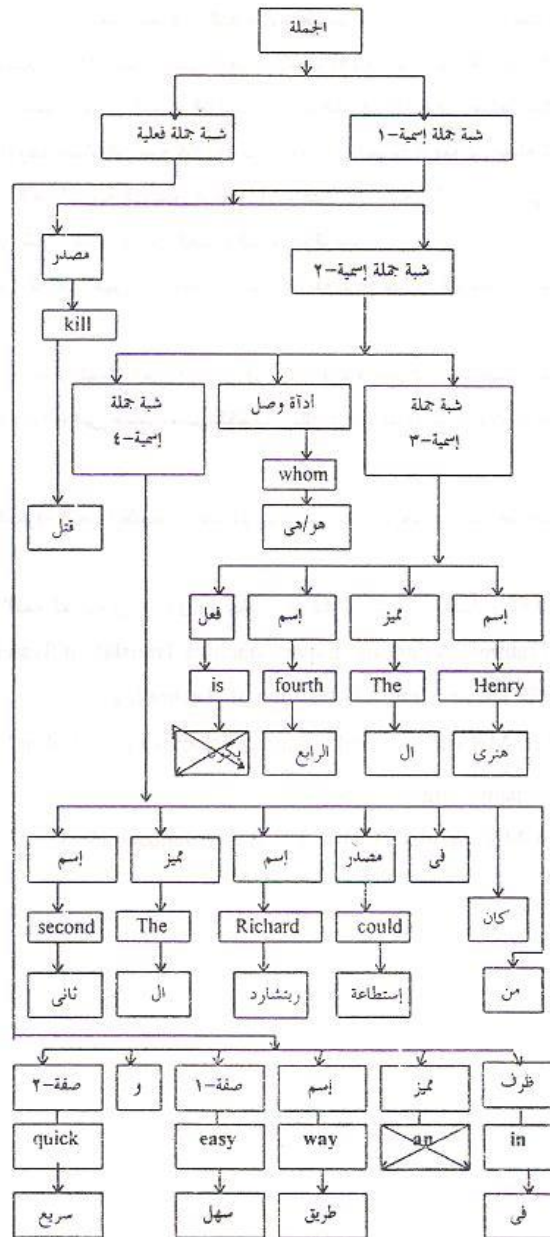 الجملة
شبة جملة إسمية-١
شبة جملة فعلية
مصدر
شبة جملة إسمية-٢
kill
شبة جملة
إسمية-٣
أدآة وصل
شبة جملة
إسمية-٤
whom
هو/هى
قتل
إسم
مميز
إسم
فعل
Henry
The
fourth
is
هنرى
ال
الرابع
يكون
فى
مصدر
إسم
مميز
إسم
كان
could
Richard
The
second
من
إستطاعة
ريتشارد
ال
ثانى
ظرف
مميز
إسم
صفة-١
و
صفة-٢
in
an
way
easy
quick
فى
طريق
سهل
سريع